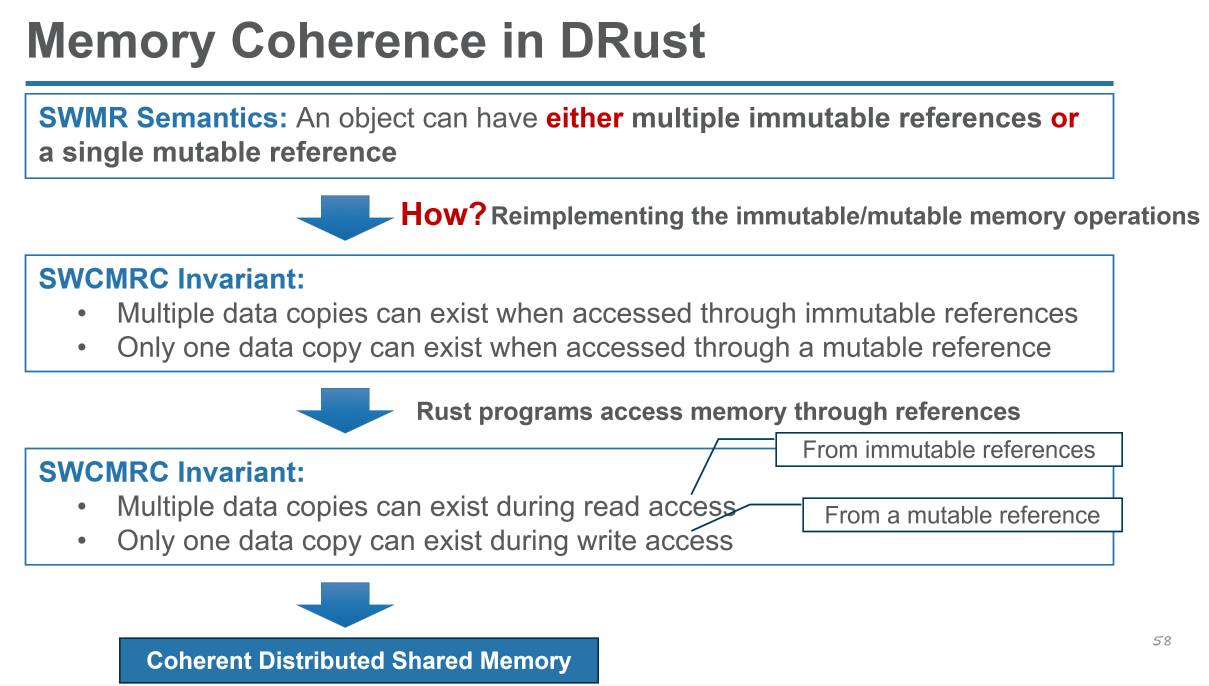 Memory Coherence in DRust
SWMR Semantics: An object can have either multiple immutable references or
a single mutable reference
How? Reimplementing the immutable/mutable memory operations
SWCMRC Invariant:
• Multiple data copies can exist when accessed through immutable references
• Only one data copy can exist when accessed through a mutable reference
Rust programs access memory through references
From immutable references
SWCMRC Invariant:
• Multiple data copies can exist during read access
From a mutable reference
• Only one data copy can exist during write access
Coherent Distributed Shared Memory
58